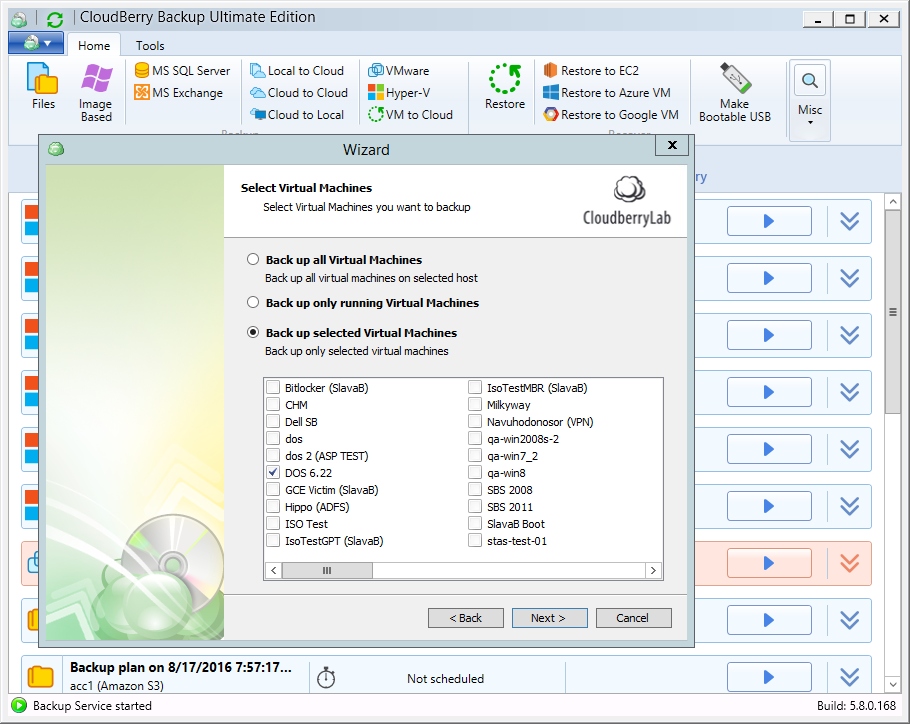 CloudBerry Backup Ultimate Edition
Home
Tools
Files
Image
Based
MS SQL Server
MS Exchange
Local to Cloud
Cloud to Cloud
Cloud to Local
VMware
Hyper-V
VM to Cloud
Restore
Restore to EC2
Restore to Azure VM
Restore to Google VM
Make
Bootable USB
Misc
Wizard
Select Virtual Machines
Select Virtual Machines you want to backup
CloudberryLab
Back up all Virtual Machines
Back up all virtual machines on selected host
Back up only running Virtual Machines
Back up selected Virtual Machines
Back up only selected virtual machines
Bitlocker (SlavaB)
CHM
Dell SB
dos
dos 2 (ASP TEST)
DOS 6.22
GCE Victim (SlavaB)
Hippo (ADFS)
ISO Test
IsoTestGPT (SlavaB)
IsoTestMBR (SlavaB)
Milkyway
Navuhodonosor (VPN)
qa-win2008s-2
qa-win7_2
qa-win8
SBS 2008
SBS 2011
SlavaB Boot
stas-test-01
< Back
Next >
Cancel
Backup plan on 8/17/2016 7:57:17...
acc1 (Amazon S3)
Not scheduled
Backup Service started
Build: 5.8.0.168